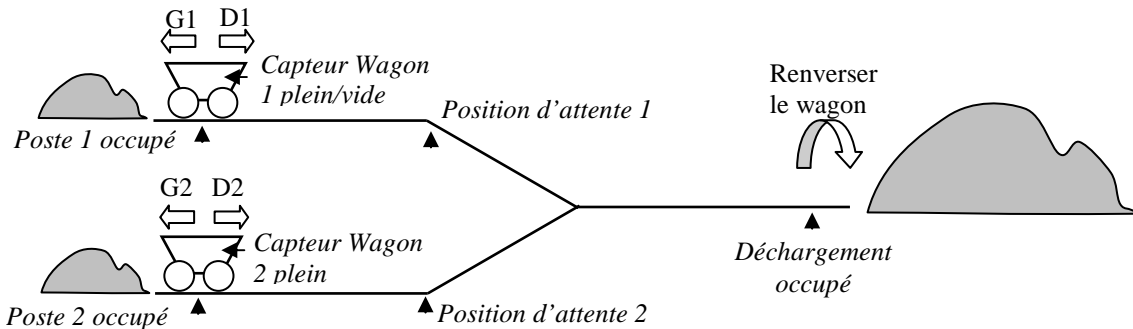 G1 D1
Capteur Wagon
1 plein/vide
Poste 1 occupé
Position d'attente 1
Renverser
le wagon
G2 D2
Capteur Wagon
2 plein
Poste 2 occupé
Position d'attente 2
Déchargement
occupé